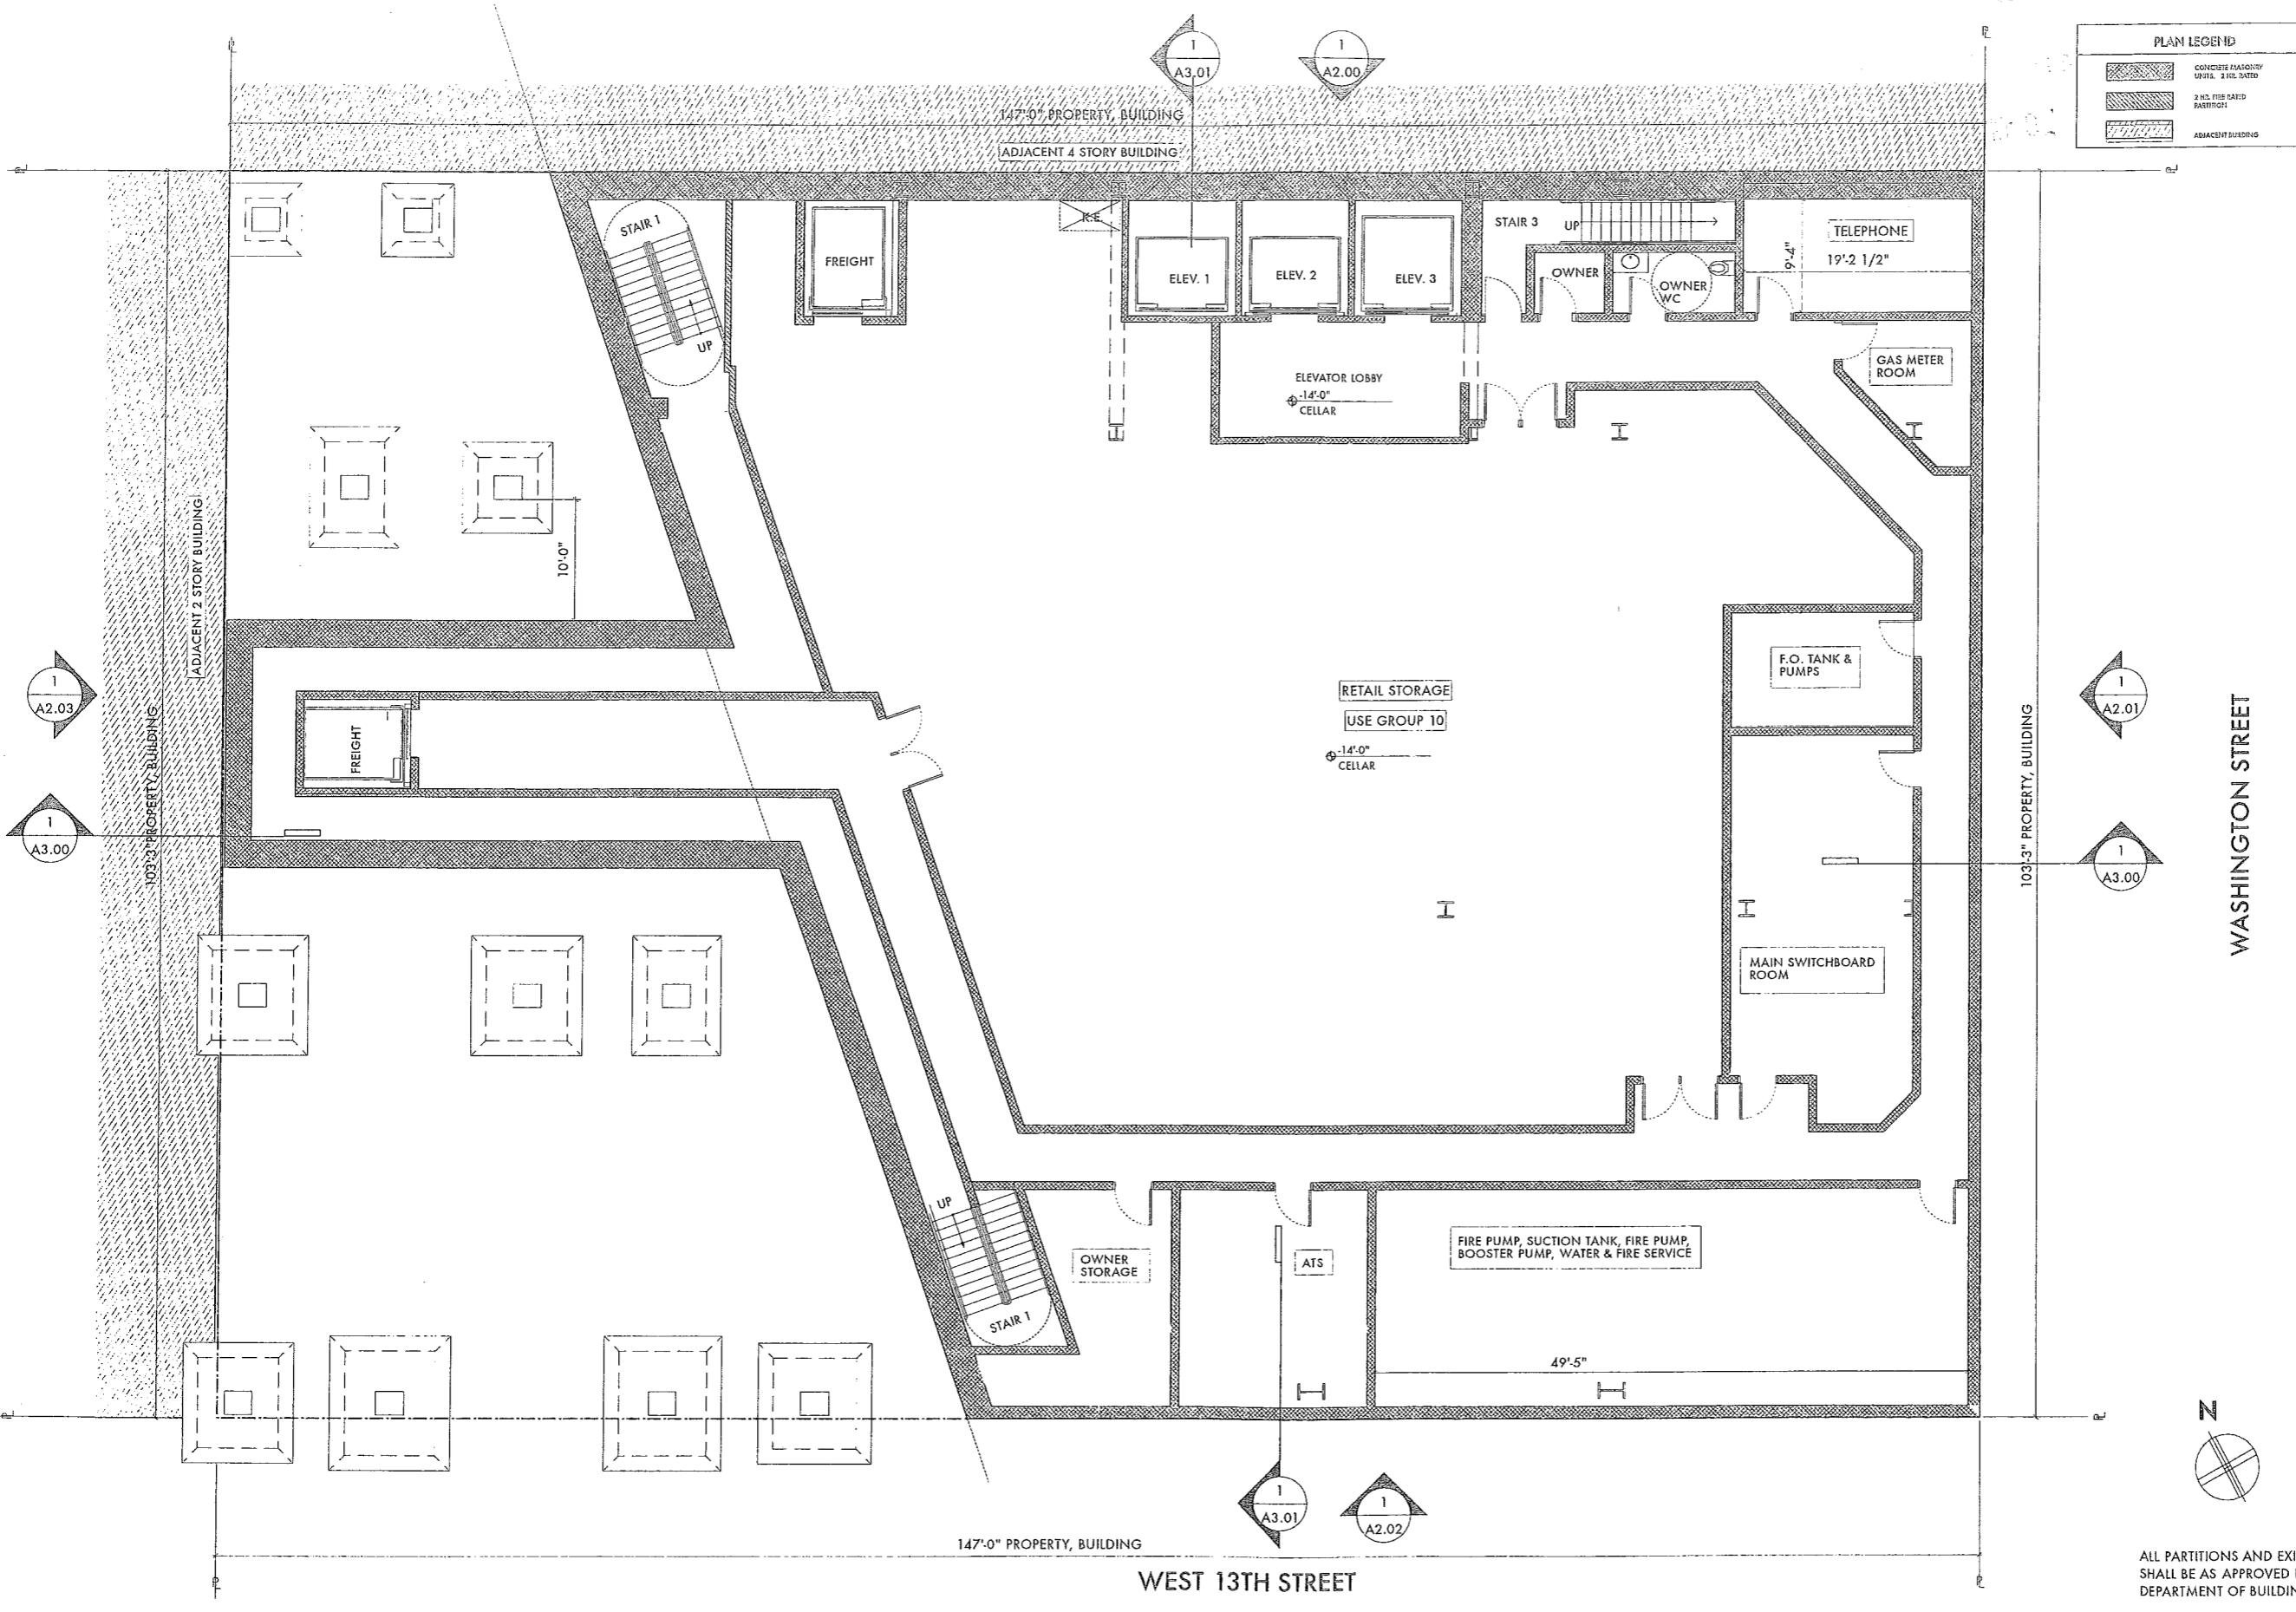 PLAN LEGEND
CONCRETE MASONRY
UNITS. 2 HR. RATED
2 HR. FIRE RATED
PARTITION
ADJACENT BUILDING
1
A3.01
1
A2.00
147'-0" PROPERTY, BUILDING
ADJACENT 4 STORY BUILDING
STAIR 1
UP
FREIGHT
K.E.
ELEV. 1
ELEV. 2
ELEV. 3
STAIR 3
UP
OWNER
OWNER
WC
TELEPHONE
9'-4"
19'-2 1/2"
GAS METER
ROOM
ELEVATOR LOBBY
-14'-0"
CELLAR
10'-0"
ADJACENT 2 STORY BUILDING
103'-3" PROPERTY, BUILDING
1
A2.03
1
A3.00
FREIGHT
RETAIL STORAGE
USE GROUP 10
-14'-0"
CELLAR
F.O. TANK &
PUMPS
MAIN SWITCHBOARD
ROOM
103'-3" PROPERTY, BUILDING
1
A2.01
1
A3.00
WASHINGTON STREET
UP
STAIR 1
OWNER
STORAGE
ATS
FIRE PUMP, SUCTION TANK, FIRE PUMP,
BOOSTER PUMP, WATER & FIRE SERVICE
49'-5"
N
1
A3.01
1
A2.02
147'-0" PROPERTY, BUILDING
WEST 13TH STREET
ALL PARTITIONS AND EXI
SHALL BE AS APPROVED
DEPARTMENT OF BUILDIN